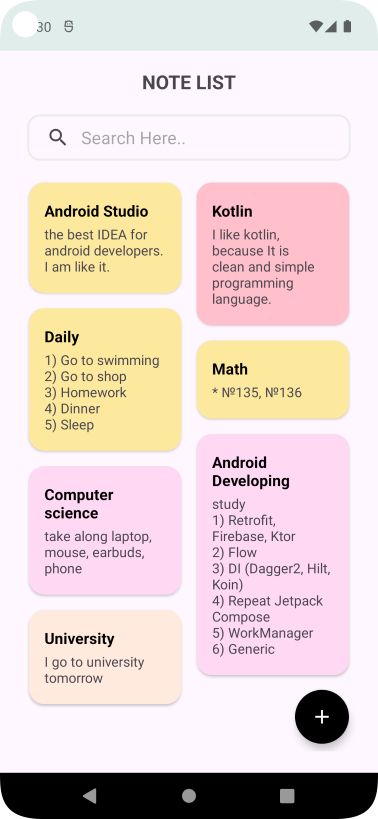 30
NOTE LIST
Search Here..
Android Studio
the best IDEA for
android developers.
I am like it.
Daily
1) Go to swimming
2) Go to shop
3) Homework
4) Dinner
5) Sleep
Computer
science
take along laptop,
mouse, earbuds,
phone
University
I go to university
tomorrow
Kotlin
I like kotlin,
because It is
clean and simple
programming
language.
Math
* №135, №136
Android
Developing
study
1) Retrofit,
Firebase, Ktor
2) Flow
3) DI (Dagger2, Hilt,
Koin)
4) Repeat Jetpack
Compose
5) WorkManager
6) Generic